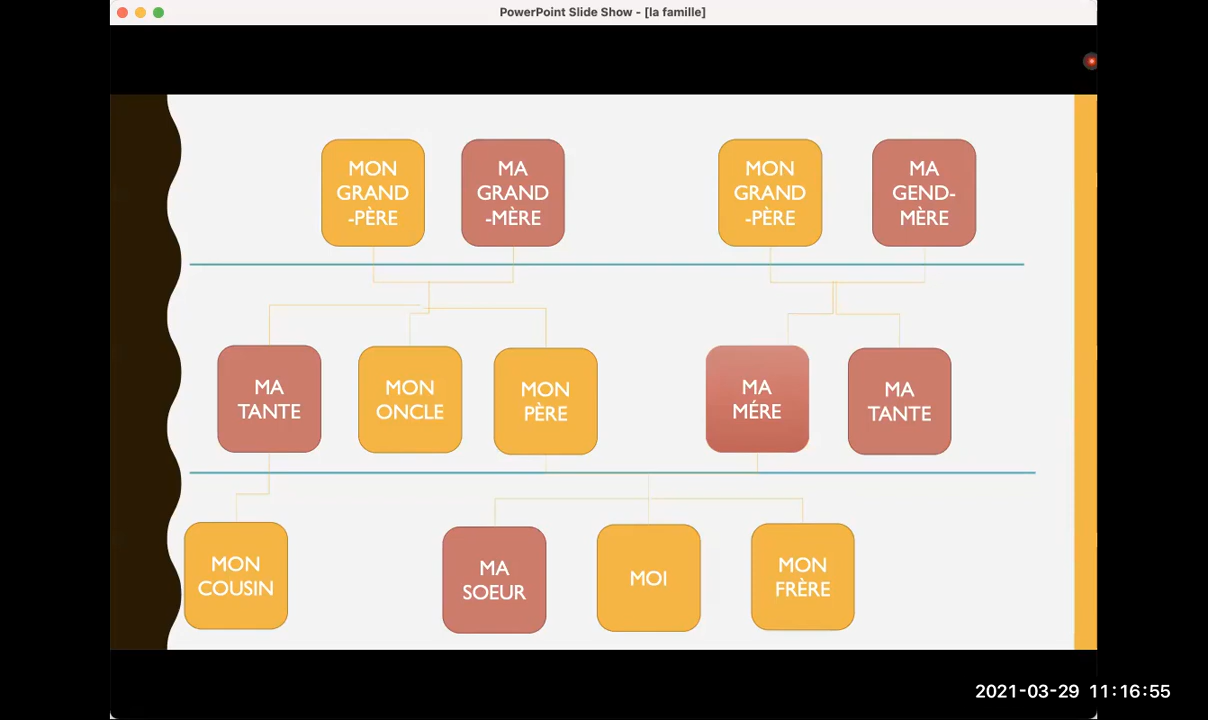 PowerPoint Slide Show - [la famille]
MON
GRAND
-PÈRE
MA
GRAND
-MÈRE
MON
GRAND
-PÈRE
MA
GEND-
MÈRE
MA
TANTE
MON
ONCLE
MON
PÈRE
MA
MÉRE
MA
TANTE
MON
COUSIN
MA
SOEUR
MOI
MON
FRÈRE
2021-03-29 11:16:55